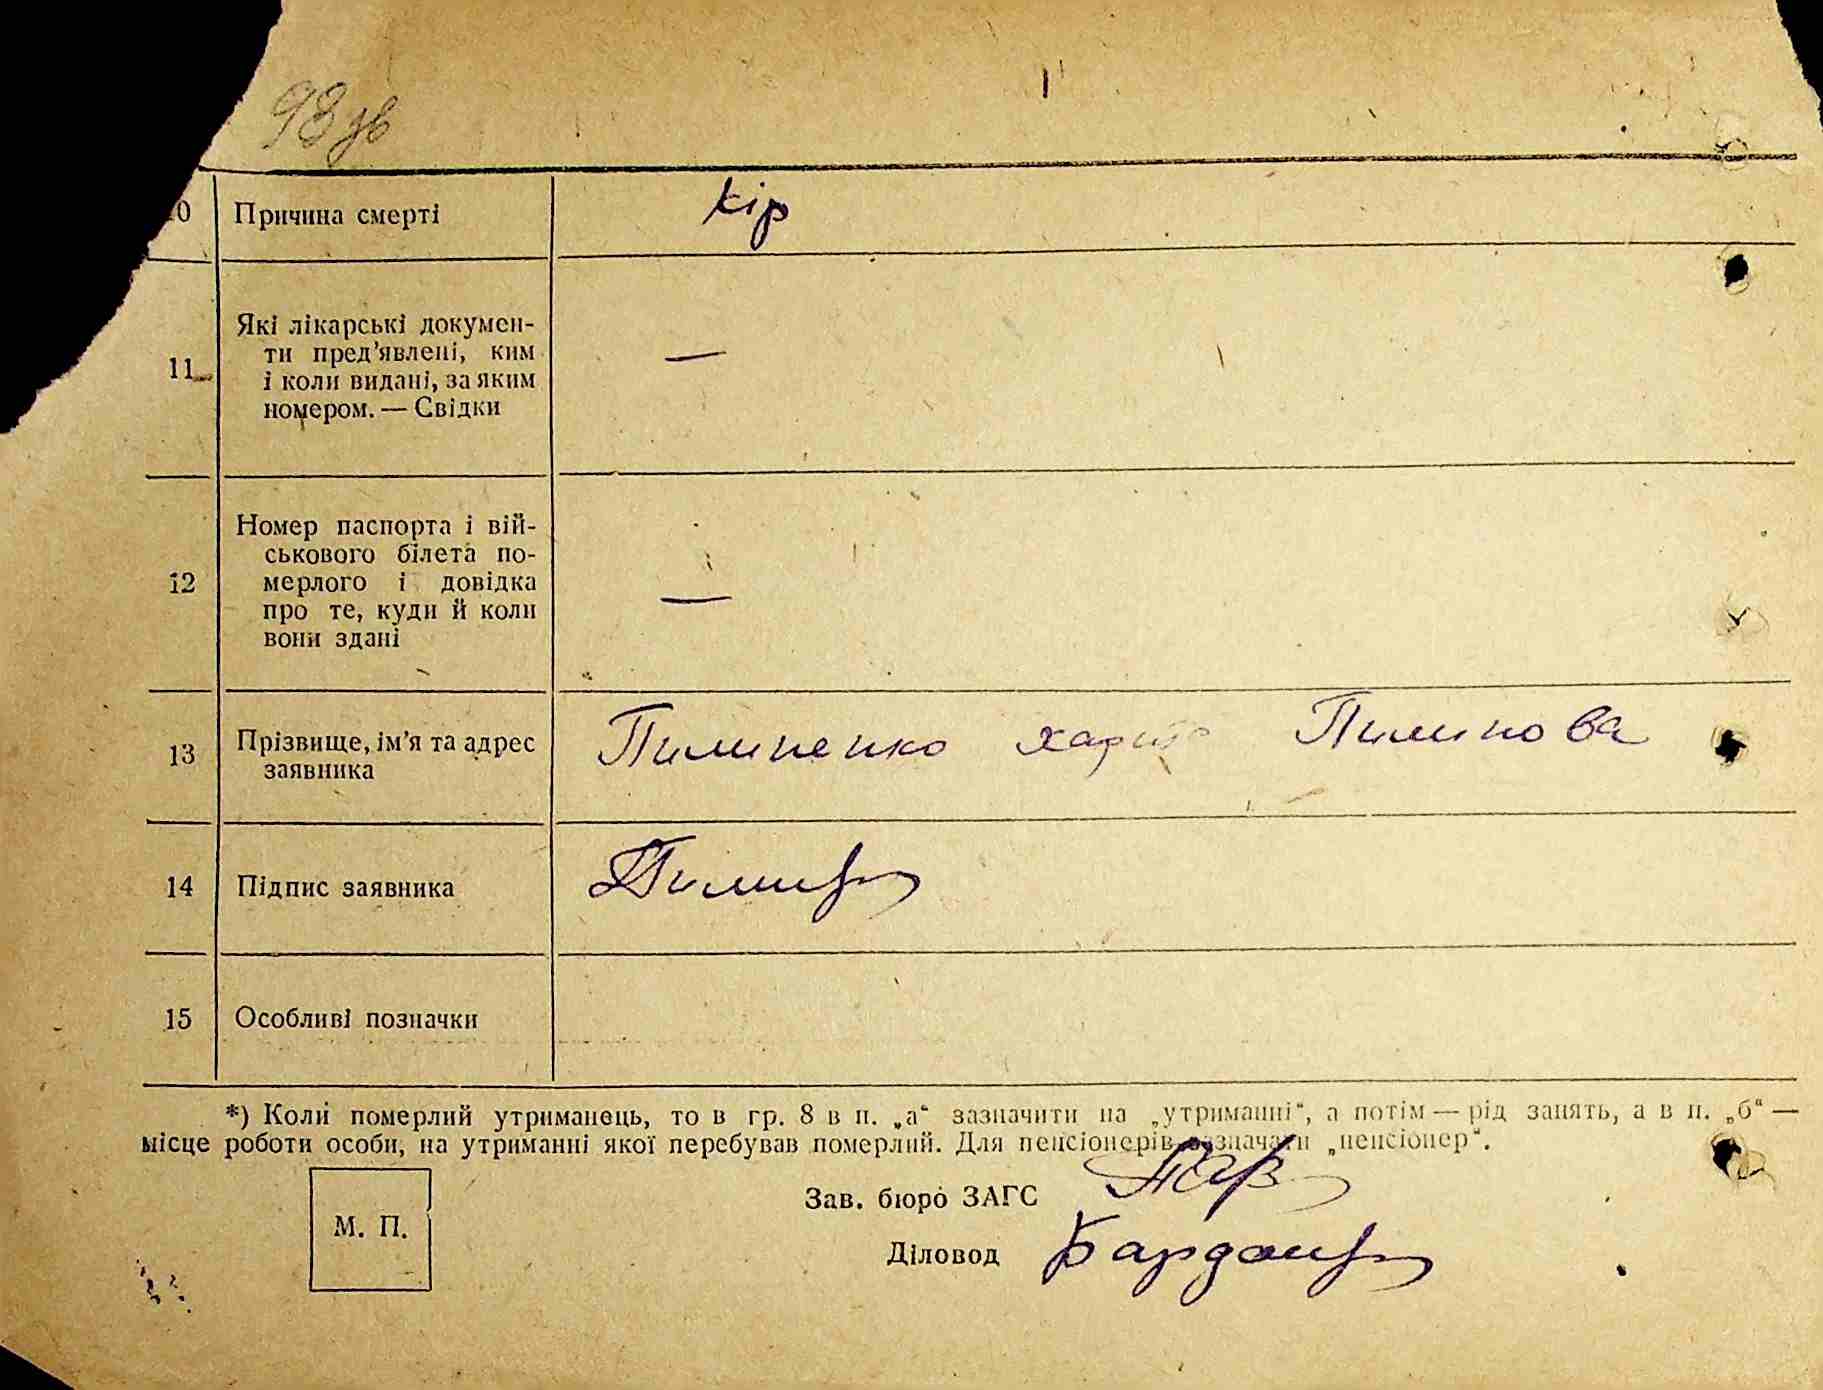 98 зв
10 Причина смерті кір
Які лікарські докумен-
ти пред'явлені, ким
11 —
і коли видані, за яким
номером. — Свідки
Номер паспорта і вій-
ськового білета по-
12 мерлого і довідка —
про те, куди й коли
вони здані
13 Прізвище, ім'я та адрес Пилипенко Пилипова
заявника
14 Підпис заявника
15 Особливі позначки
*) Коли померлий утриманець, то в гр. 8 в п. „а“ зазначити на „утриманні“, а потім — рід занять, а в п. „б“ —
місце роботи особи, на утриманні якої перебував померлий. Для пенсіонерів зазначати „пенсіонер“.
Зав. бюро ЗАГС
М. П.
Діловод